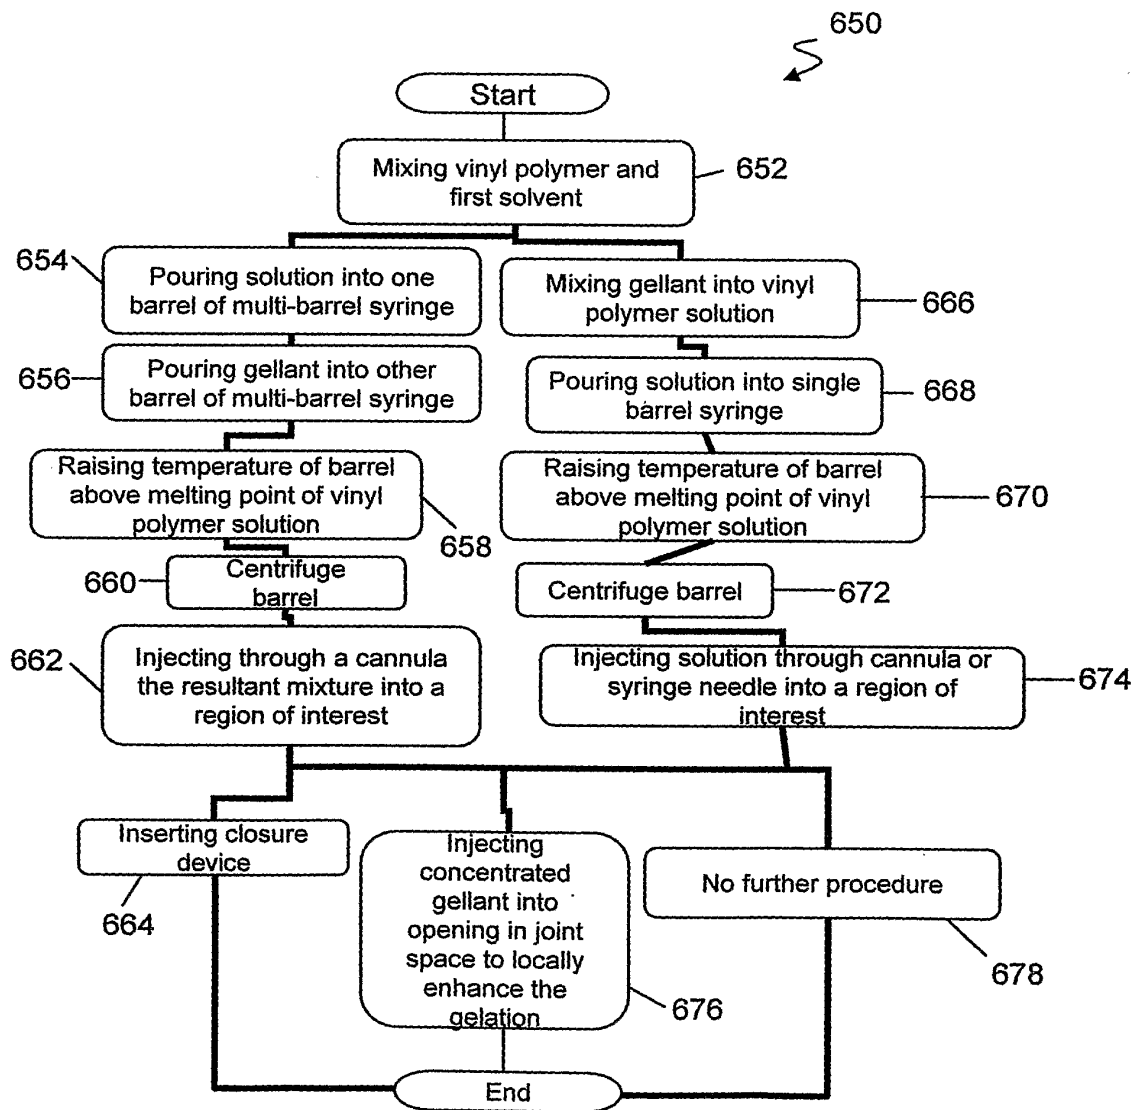 650
Start
Mixing vinyl polymer and
first solvent
652
654
Pouring solution into one
barrel of multi-barrel syringe
Mixing gellant into vinyl
polymer solution
666
656
Pouring gellant into other
barrel of multi-barrel syringe
Pouring solution into single
barrel syringe
668
Raising temperature of barrel
above melting point of vinyl
polymer solution
658
Raising temperature of barrel
above melting point of vinyl
polymer solution
670
660
Centrifuge
barrel
Centrifuge barrel
672
662
Injecting through a cannula
the resultant mixture into a
region of interest
Injecting solution through cannula or
syringe needle into a region of
interest
674
Inserting closure
device
664
Injecting
concentrated
gellant into
opening in joint
space to locally
enhance the
gelation
676
No further procedure
678
End